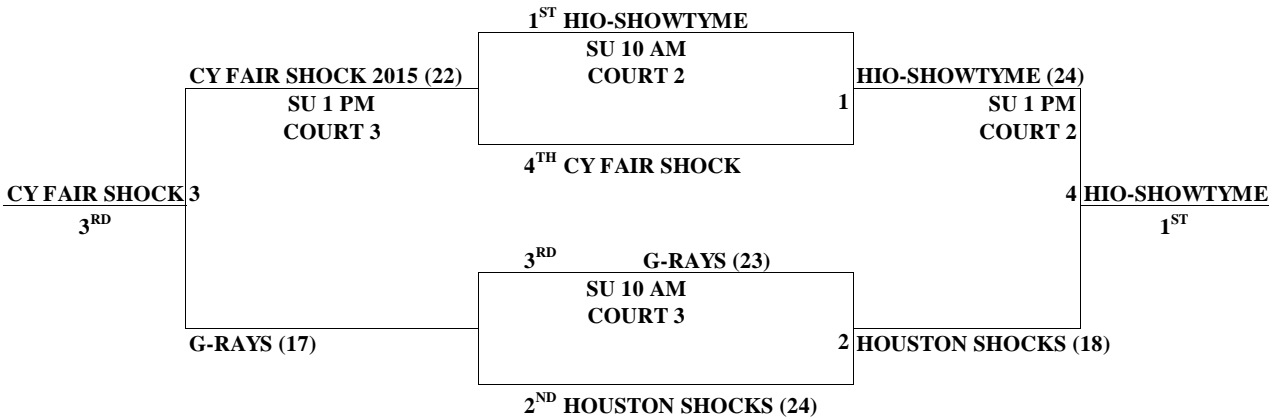 1ST HIO-SHOWTYME
SU 10 AM
COURT 2
CY FAIR SHOCK 2015 (22)
HIO-SHOWTYME (24)
SU 1 PM
COURT 3
1
SU 1 PM
COURT 2
4TH CY FAIR SHOCK
CY FAIR SHOCK 3
3RD
4 HIO-SHOWTYME
1ST
3RD G-RAYS (23)
SU 10 AM
COURT 3
G-RAYS (17)
2 HOUSTON SHOCKS (18)
2ND HOUSTON SHOCKS (24)